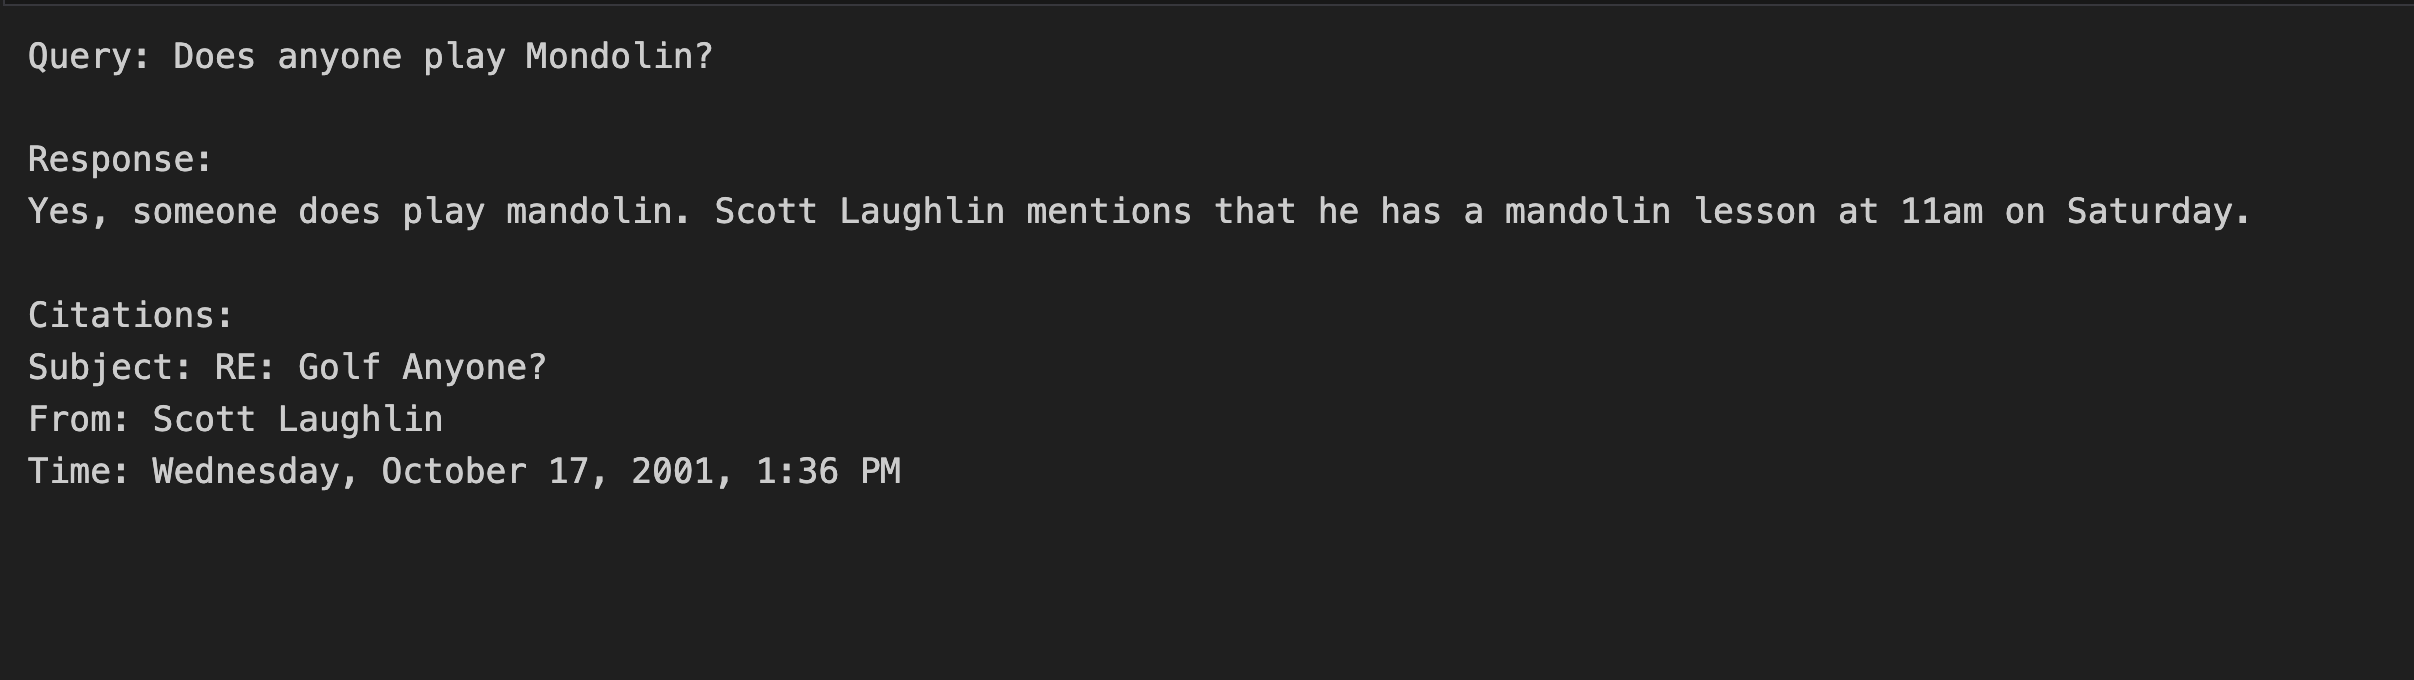 Query: Does anyone play Mondolin?
Response:
Yes, someone does play mandolin. Scott Laughlin mentions that he has a mandolin lesson at 11am on Saturday.
Citations:
Subject: RE: Golf Anyone?
From: Scott Laughlin
Time: Wednesday, October 17, 2001, 1:36 PM